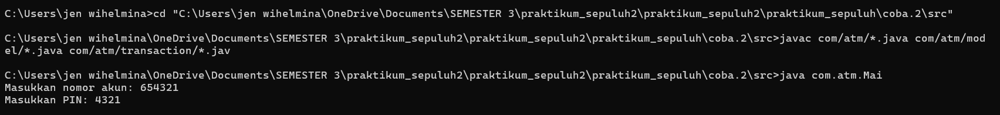 C:\Users\jen wihelmina>cd "C:\Users\jen wihelmina\OneDrive\Documents\SEMESTER 3\praktikum_sepuluh2\praktikum_sepuluh2\praktikum_sepuluh\coba.2\src"
C:\Users\jen wihelmina\OneDrive\Documents\SEMESTER 3\praktikum_sepuluh2\praktikum_sepuluh2\praktikum_sepuluh\coba.2\src>javac com/atm/*.java com/atm/mod
el/*.java com/atm/transaction/*.jav
C:\Users\jen wihelmina\OneDrive\Documents\SEMESTER 3\praktikum_sepuluh2\praktikum_sepuluh2\praktikum_sepuluh\coba.2\src>java com.atm.Mai
Masukkan nomor akun: 654321
Masukkan PIN: 4321